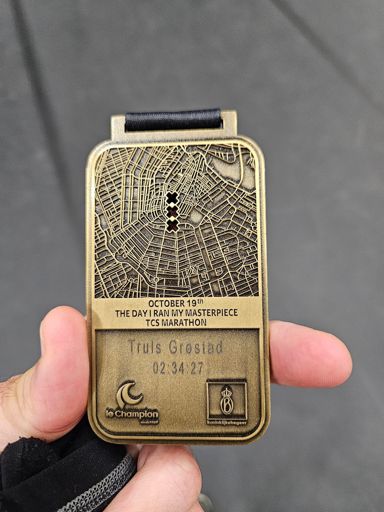 OCTOBER 19th
THE DAY I RAN MY MASTERPIECE
TCS MARATHON
Truls Grøstad
02:34:27
le Champion